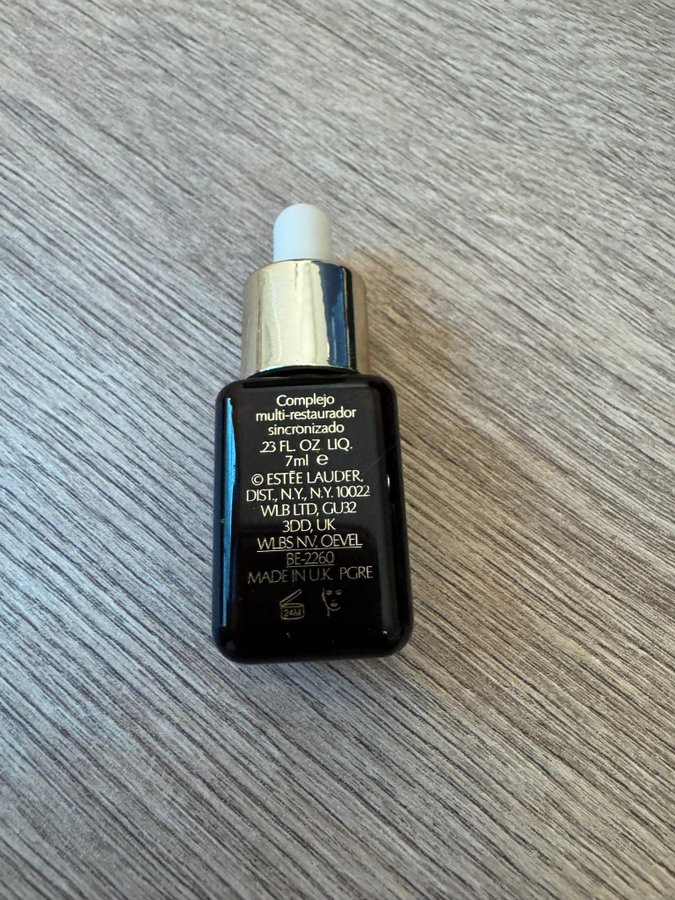 Complejo
multi-restaurador
sincronizado
.23 FL. OZ. LIQ.
7ml e
© ESTĒE LAUDER,
DIST., N.Y., N.Y. 10022
WLB LTD, GU32
3DD, UK
WLBS NV, OEVEL
BE-2260
MADE IN U.K. PGRE
24M